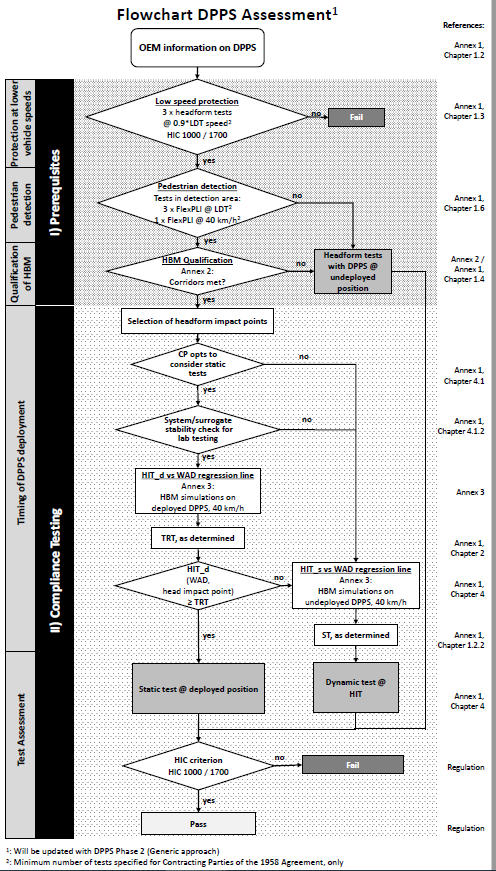 Flowchart DPPS Assessment¹
References:
OEM information on DPPS
Annex 1,
Chapter 1.2
Protection at lower
vehicle speeds
I) Prerequisites
Low speed protection
3 x headform tests
@ 0.9*LDT speed²
HIC 1000 / 1700
no
Fail
Annex 1,
Chapter 1.3
yes
Pedestrian
detection
Pedestrian detection
Tests in detection area:
3 x FlexPLI @ LDT²
1 x FlexPLI @ 40 km/h²
no
Annex 1,
Chapter 1.6
yes
Qualification
of HBM
HBM Qualification
Annex 2:
Corridors met?
no
Headform tests
with DPPS @
undeployed
position
Annex 2 /
Annex 1,
Chapter 1.4
yes
Timing of DPPS deployment
II) Compliance Testing
Selection of headform impact points
CP opts to
consider static
tests
no
Annex 1,
Chapter 4.1
yes
System/surrogate
stability check for
lab testing
no
Annex 1,
Chapter 4.1.2
yes
HIT_d vs WAD regression line
Annex 3:
HBM simulations on
deployed DPPS, 40 km/h
Annex 3
TRT, as determined
Annex 1,
Chapter 2
HIT_d
(WAD,
head impact point)
≥ TRT
no
HIT_s vs WAD regression line
Annex 3:
HBM simulations on
undeployed DPPS, 40 km/h
Annex 1,
Chapter 4
yes
ST, as determined
Annex 1,
Chapter 1.2.2
Test Assessment
Static test @ deployed position
Dynamic test @
HIT
Annex 1,
Chapter 4
HIC criterion
HIC 1000 / 1700
no
Fail
Regulation
yes
Pass
Regulation
¹: Will be updated with DPPS Phase 2 (Generic approach)
²: Minimum number of tests specified for Contracting Parties of the 1958 Agreement, only